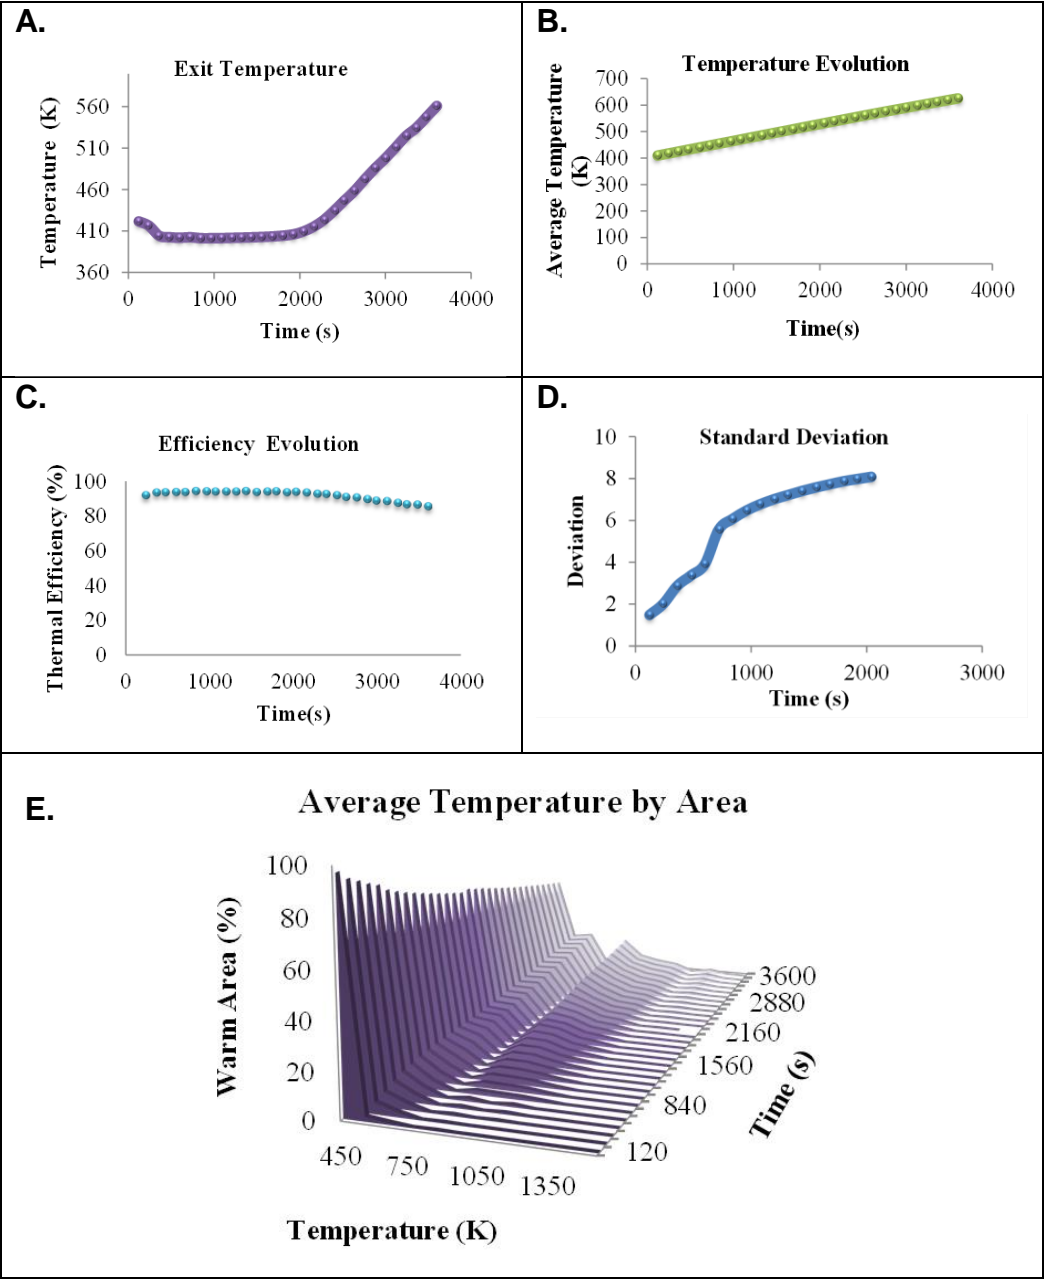 A.
Exit Temperature
Temperature (K)
560
510
460
410
360
0 1000 2000 3000 4000
Time (s)
B.
Temperature Evolution
Average Temperature
(K)
700
600
500
400
300
200
100
0
0 1000 2000 3000 4000
Time(s)
C.
Efficiency Evolution
Thermal Efficiency (%)
100
80
60
40
20
0
0 1000 2000 3000 4000
Time(s)
D.
Standard Deviation
Deviation
10
8
6
4
2
0
0 1000 2000 3000
Time (s)
E.
Average Temperature by Area
Warm Area (%)
100
80
60
40
20
0
450 750 1050 1350
Temperature (K)
3600
2880
2160
1560
840
120
Time (s)